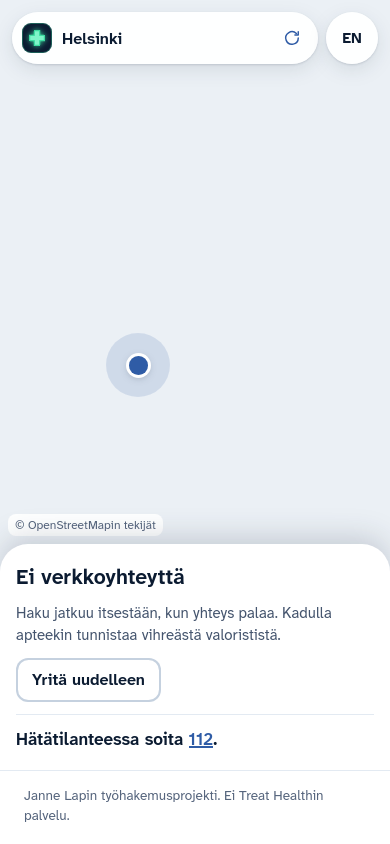 Helsinki
EN
© OpenStreetMapin tekijät
Ei verkkoyhteyttä
Haku jatkuu itsestään, kun yhteys palaa. Kadulla
apteekin tunnistaa vihreästä valorististä.
Yritä uudelleen
Hätätilanteessa soita 112.
Janne Lapin työhakemusprojekti. Ei Treat Healthin
palvelu.